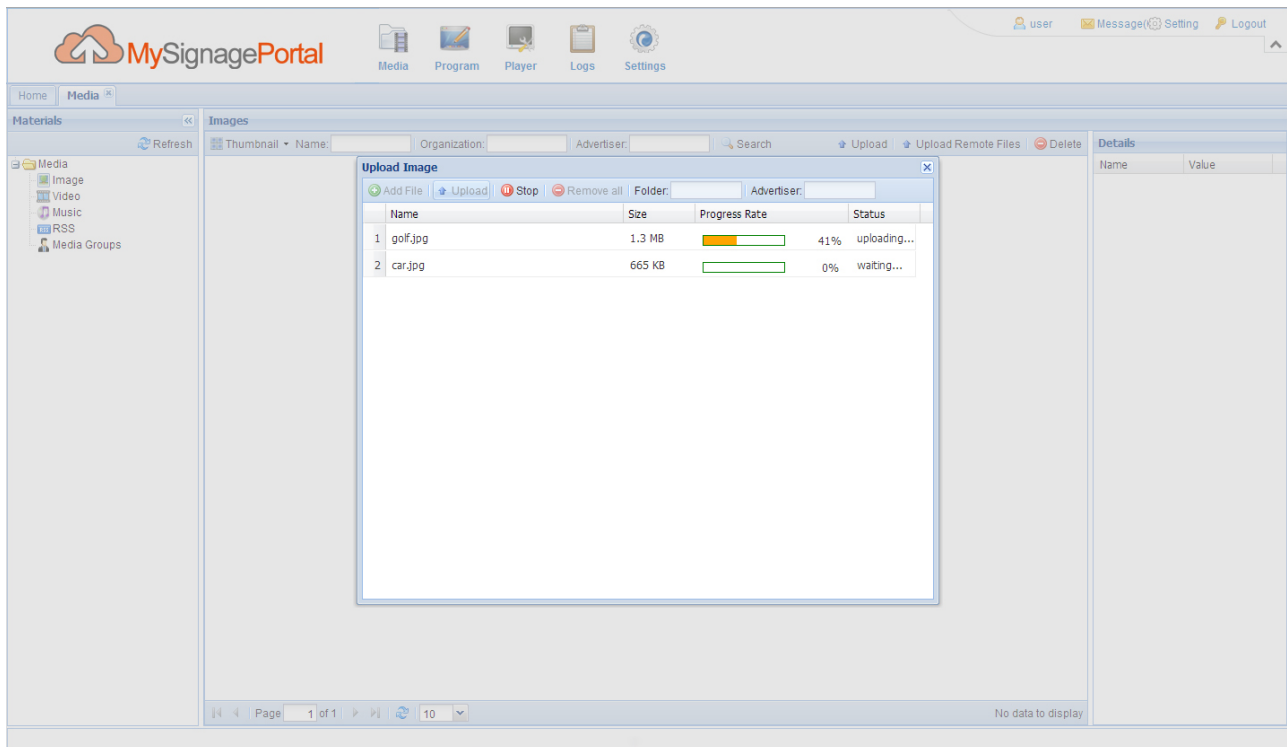 user Message( Setting Logout
MySignagePortal
Media Program Player Logs Settings
Home Media
Materials Images
Refresh Thumbnail Name: Organization: Advertiser: Search Upload Upload Remote Files Delete Details
Name Value
Media
Image
Video
Music
RSS
Media Groups
Upload Image
Add File Upload Stop Remove all Folder: Advertiser:
Name Size Progress Rate Status
1 golf.jpg 1.3 MB 41% uploading...
2 car.jpg 665 KB 0% waiting...
Page 1 of 1 10 No data to display